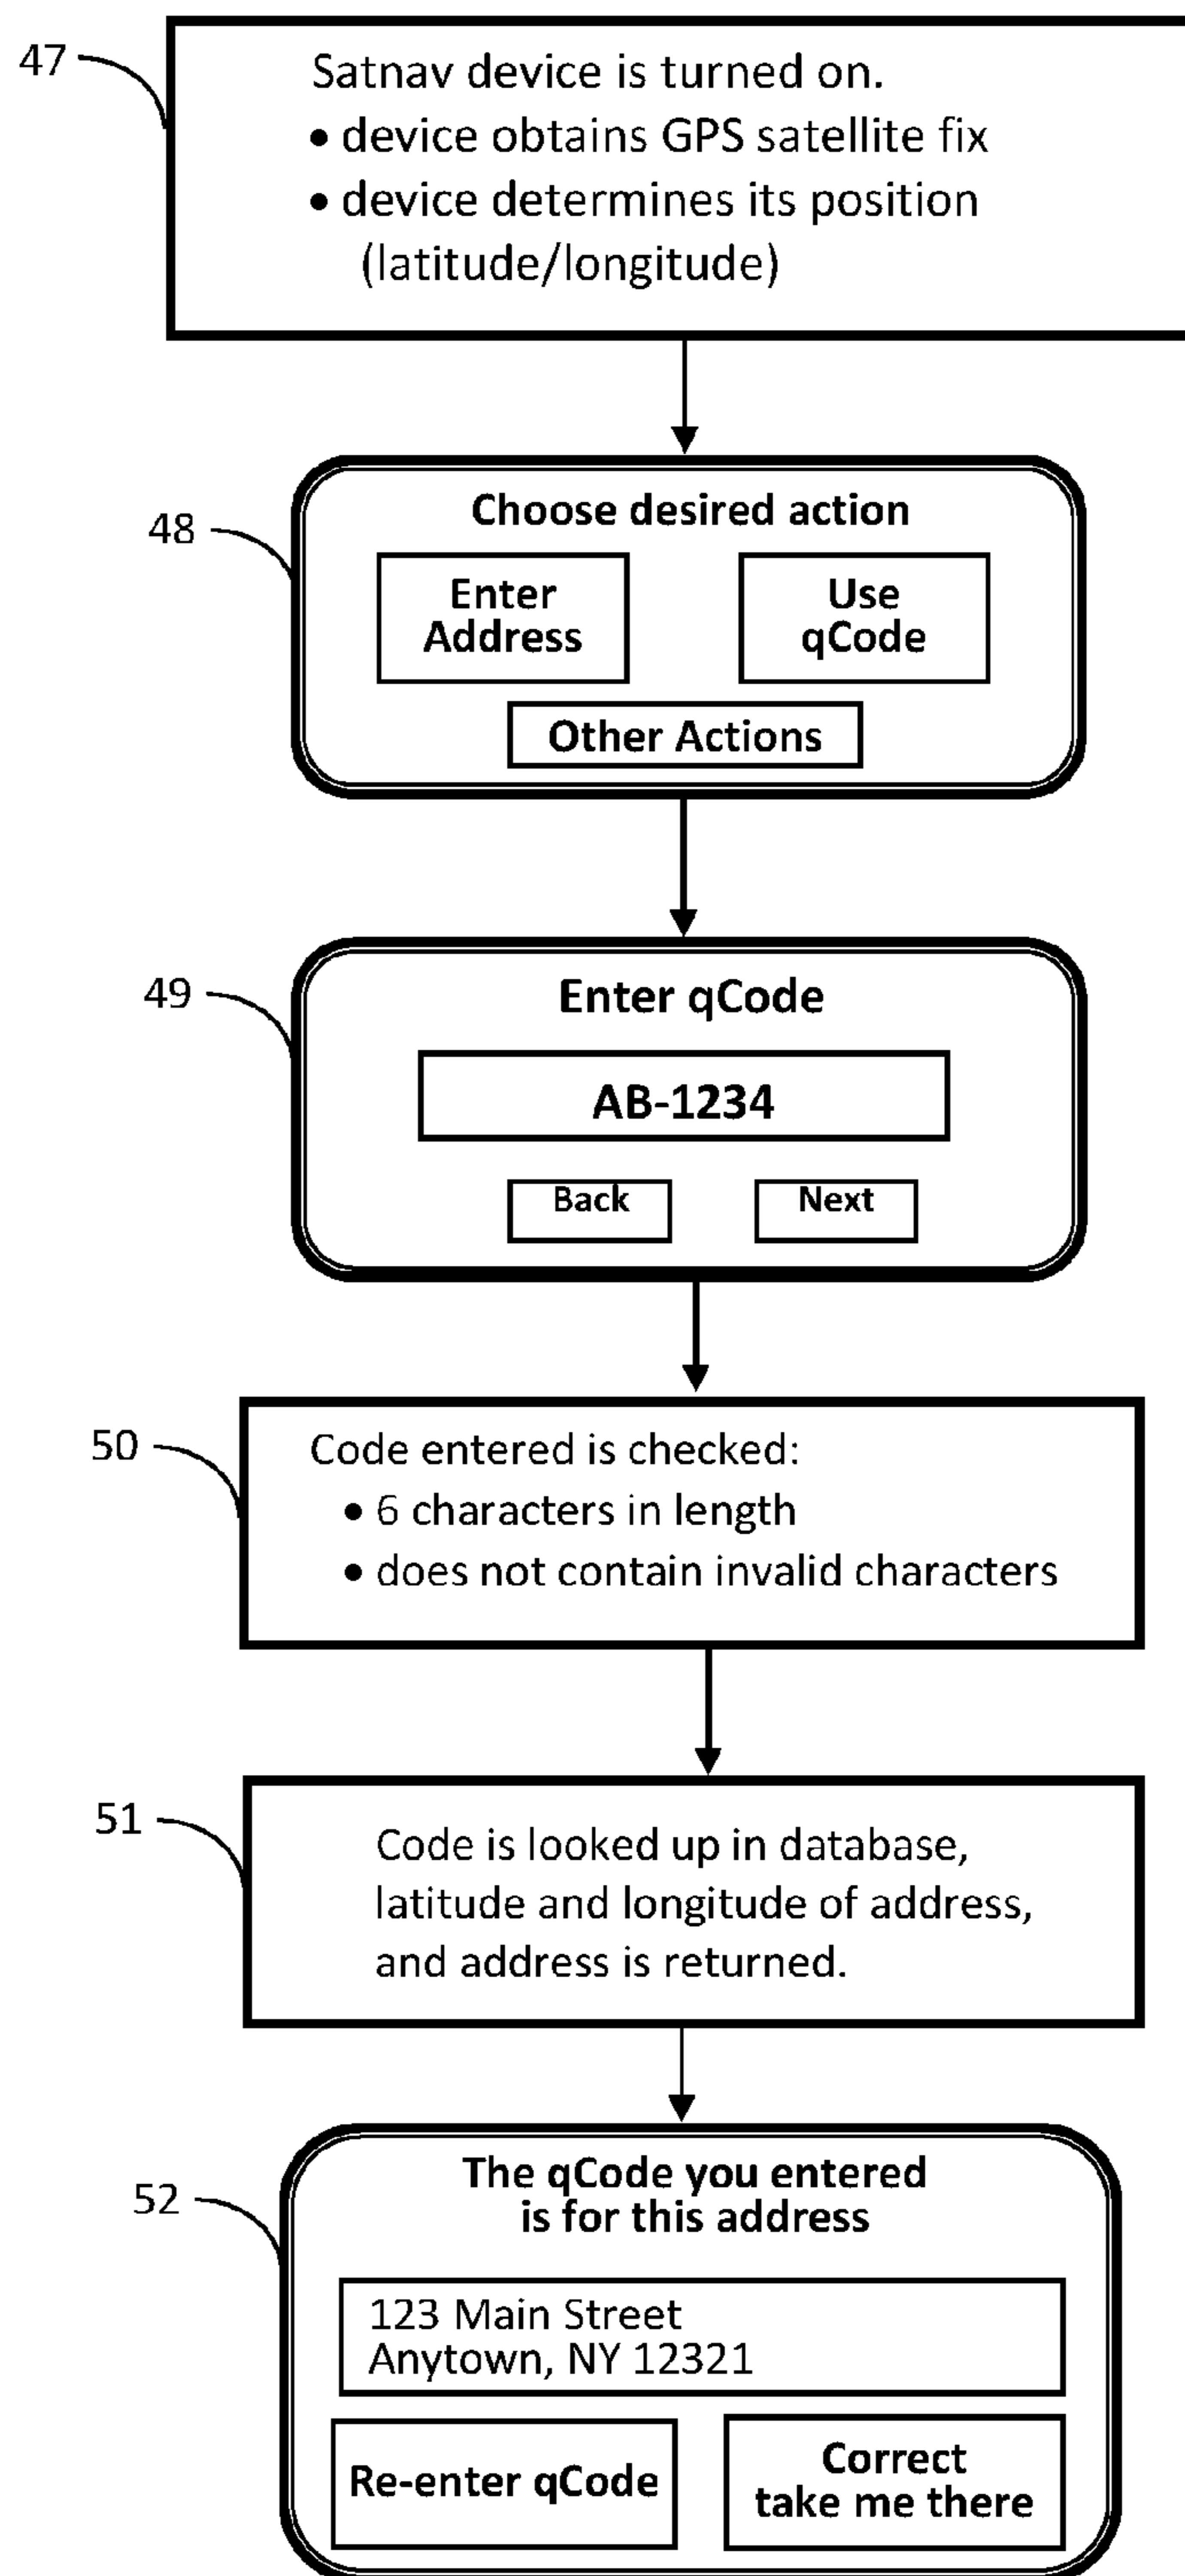 47
Satnav device is turned on.
• device obtains GPS satellite fix
• device determines its position
(latitude/longitude)
48
Choose desired action
Enter
Address
Use
qCode
Other Actions
49
Enter qCode
AB-1234
Back
Next
50
Code entered is checked:
• 6 characters in length
• does not contain invalid characters
51
Code is looked up in database,
latitude and longitude of address,
and address is returned.
52
The qCode you entered
is for this address
123 Main Street
Anytown, NY 12321
Re-enter qCode
Correct
take me there